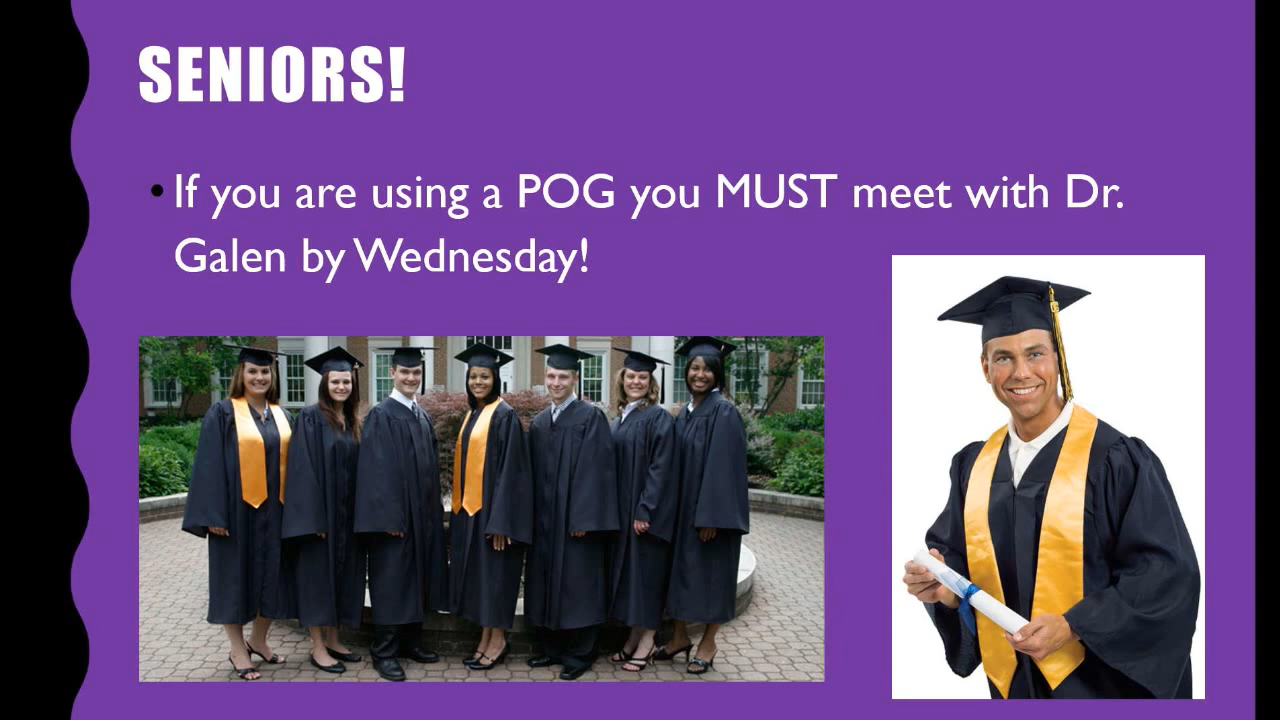 SENIORS!
• If you are using a POG you MUST meet with Dr.
Galen by Wednesday!